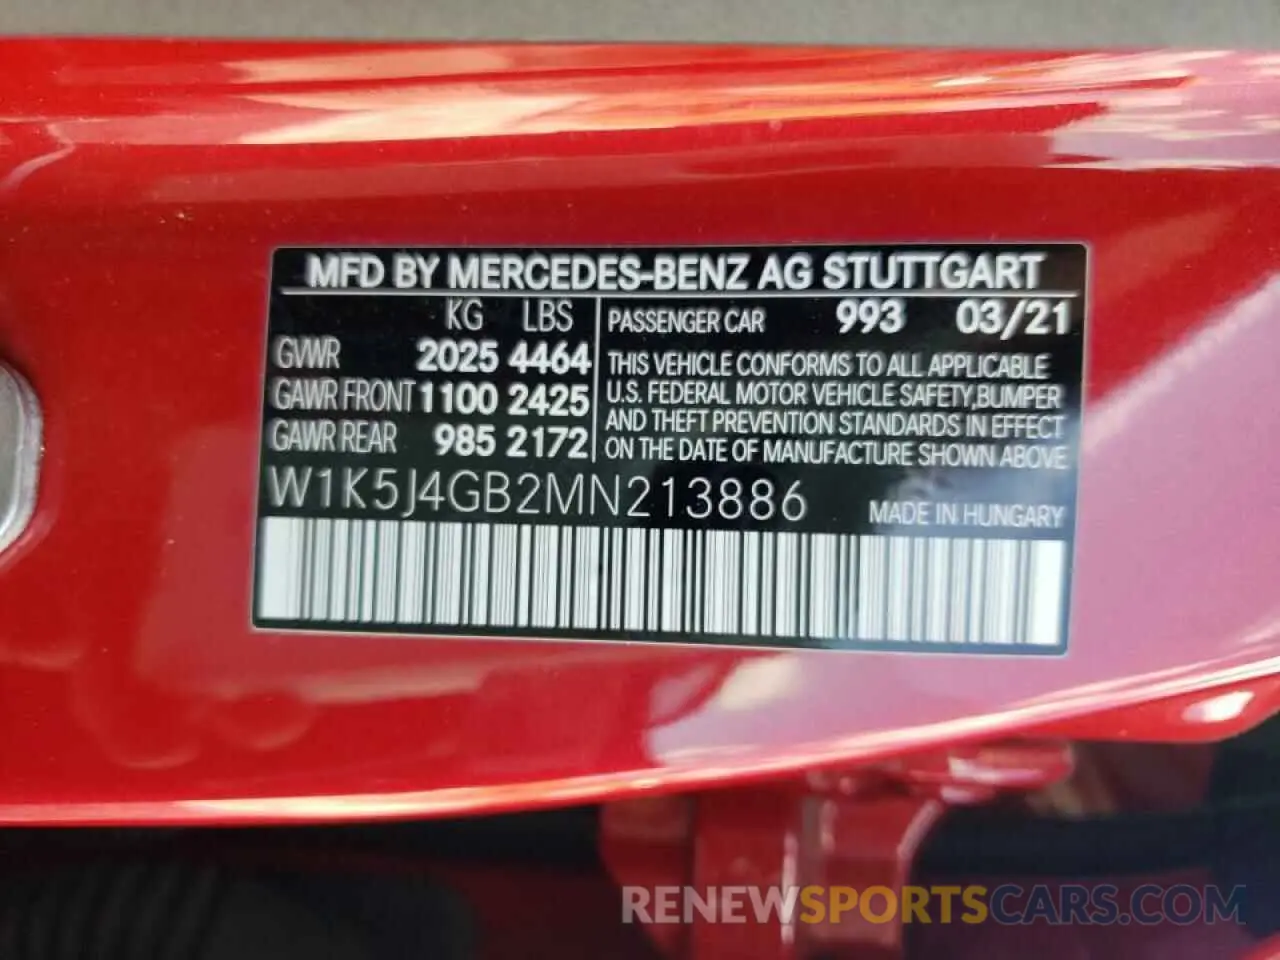 MFD BY MERCEDES-BENZ AG STUTTGART
KG LBS
GVWR 2025 4464
GAWR FRONT 1100 2425
GAWR REAR 985 2172
PASSENGER CAR 993 03/21
THIS VEHICLE CONFORMS TO ALL APPLICABLE
U.S. FEDERAL MOTOR VEHICLE SAFETY, BUMPER
AND THEFT PREVENTION STANDARDS IN EFFECT
ON THE DATE OF MANUFACTURE SHOWN ABOVE
W1K5J4GB2MN213886
MADE IN HUNGARY
RENEWSPORTSCARS.COM